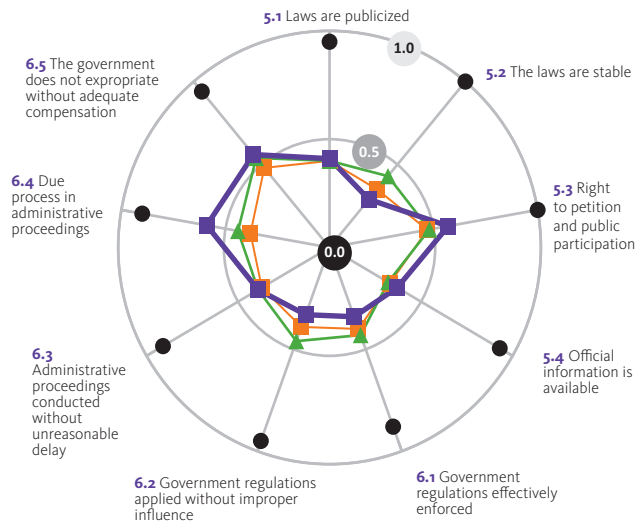 5.1 Laws are publicized
1.0
5.2 The laws are stable
0.5
5.3 Right
to petition
and public
participation
0.0
5.4 Official
information is
available
6.1 Government
regulations effectively
enforced
6.2 Government regulations
applied without improper
influence
6.3
Administrative
proceedings
conducted
without
unreasonable
delay
6.4 Due
process in
administrative
proceedings
6.5 The government
does not expropriate
without adequate
compensation